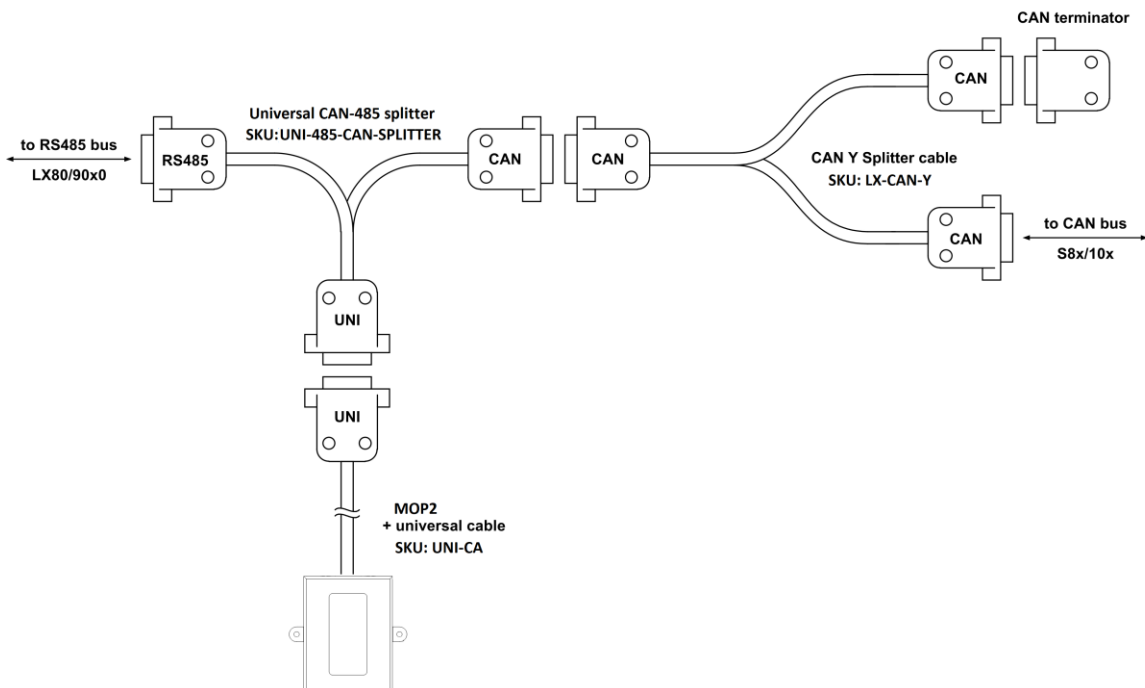 CAN terminator
CAN
Universal CAN-485 splitter
SKU:UNI-485-CAN-SPLITTER
to RS485 bus
LX80/90x0
RS485
CAN
CAN
CAN Y Splitter cable
SKU: LX-CAN-Y
CAN
to CAN bus
S8x/10x
UNI
UNI
MOP2
+ universal cable
SKU: UNI-CA